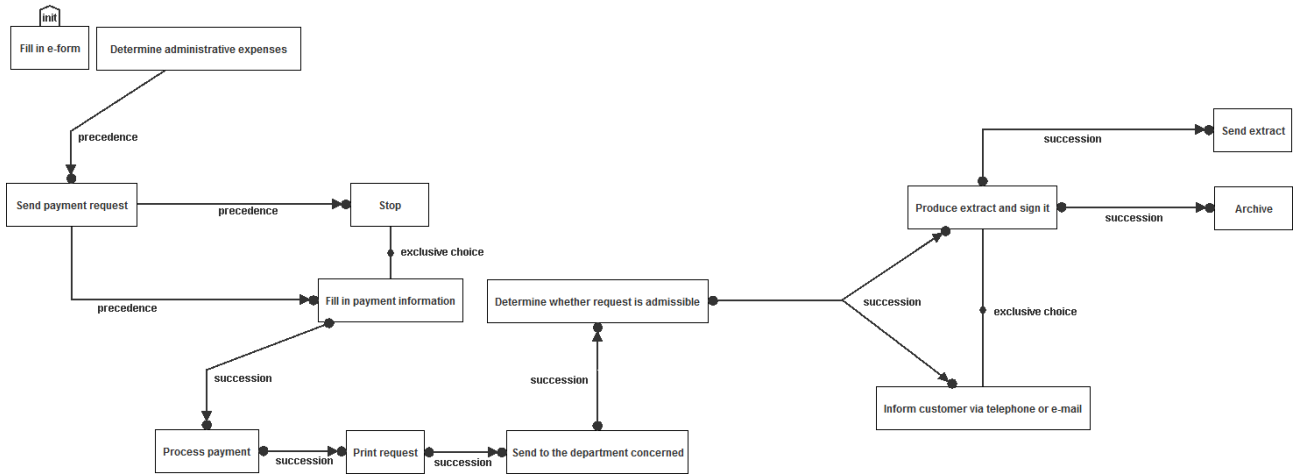 init
Fill in e-form
Determine administrative expenses
precedence
Send payment request
precedence
Stop
exclusive choice
precedence
Fill in payment information
succession
Process payment
succession
Print request
succession
Send to the department concerned
succession
Determine whether request is admissible
succession
Produce extract and sign it
exclusive choice
Inform customer via telephone or e-mail
succession
Send extract
succession
Archive